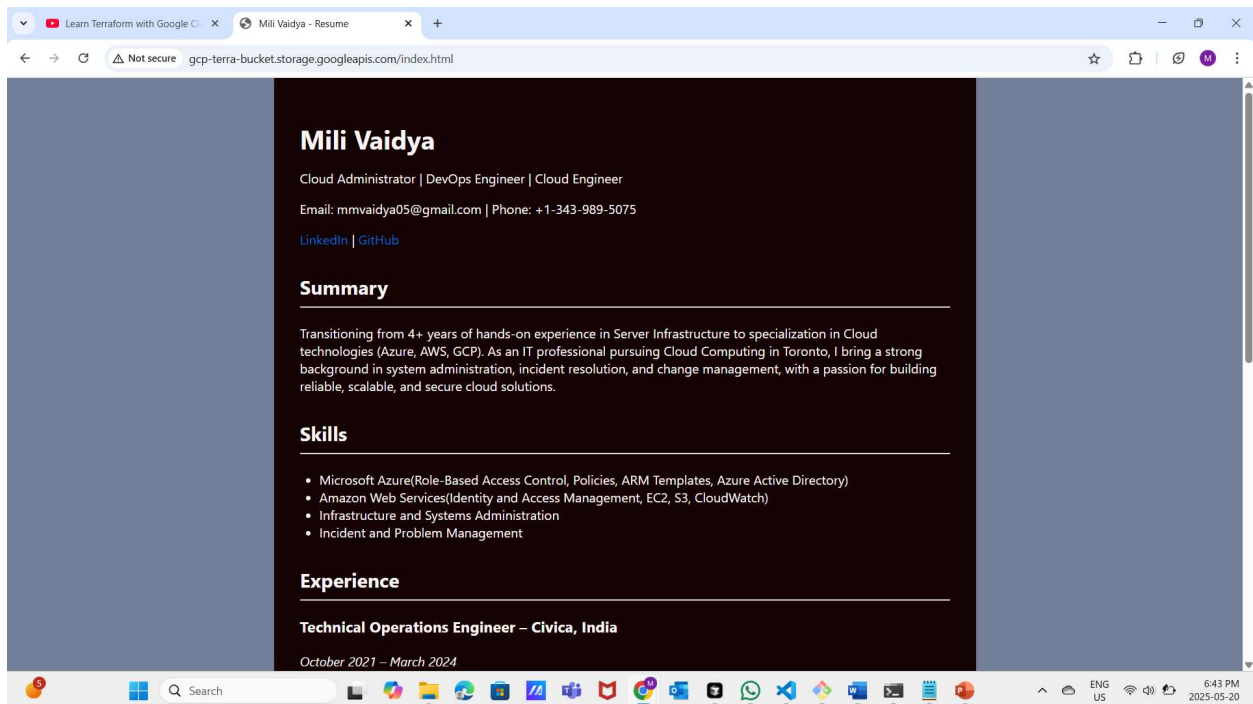 Learn Terraform with Google Cl
Mili Vaidya - Resume
Not secure gcp-terra-bucket.storage.googleapis.com/index.html
M
Mili Vaidya
Cloud Administrator | DevOps Engineer | Cloud Engineer
Email: mmvaidya05@gmail.com | Phone: +1-343-989-5075
LinkedIn | GitHub
Summary
Transitioning from 4+ years of hands-on experience in Server Infrastructure to specialization in Cloud
technologies (Azure, AWS, GCP). As an IT professional pursuing Cloud Computing in Toronto, I bring a strong
background in system administration, incident resolution, and change management, with a passion for building
reliable, scalable, and secure cloud solutions.
Skills
• Microsoft Azure(Role-Based Access Control, Policies, ARM Templates, Azure Active Directory)
• Amazon Web Services(Identity and Access Management, EC2, S3, CloudWatch)
• Infrastructure and Systems Administration
• Incident and Problem Management
Experience
Technical Operations Engineer – Civica, India
October 2021 – March 2024
5
Search
ENG
US
6:43 PM
2025-05-20